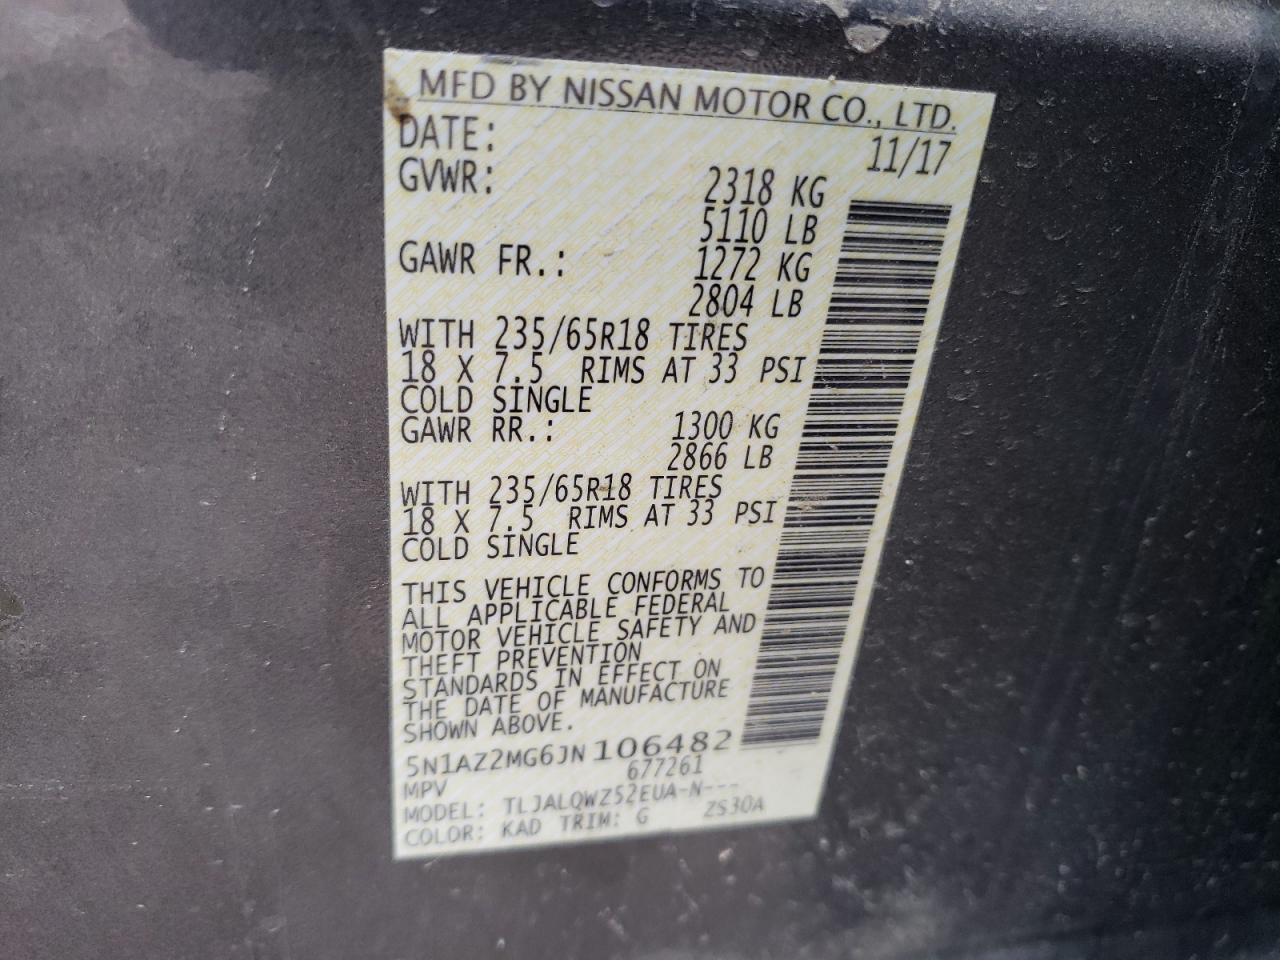 MFD BY NISSAN MOTOR CO., LTD.
DATE: 11/17
GVWR: 2318 KG
5110 LB
GAWR FR.: 1272 KG
2804 LB
WITH 235/65R18 TIRES
18 X 7.5 RIMS AT 33 PSI
COLD SINGLE
GAWR RR.: 1300 KG
2866 LB
WITH 235/65R18 TIRES
18 X 7.5 RIMS AT 33 PSI
COLD SINGLE
THIS VEHICLE CONFORMS TO
ALL APPLICABLE FEDERAL
MOTOR VEHICLE SAFETY AND
THEFT PREVENTION
STANDARDS IN EFFECT ON
THE DATE OF MANUFACTURE
SHOWN ABOVE.
5N1AZ2MG6JN106482
MPV 677261
MODEL: TLJALQWZ52EUA-N---
COLOR: KAD TRIM: G ZS30A